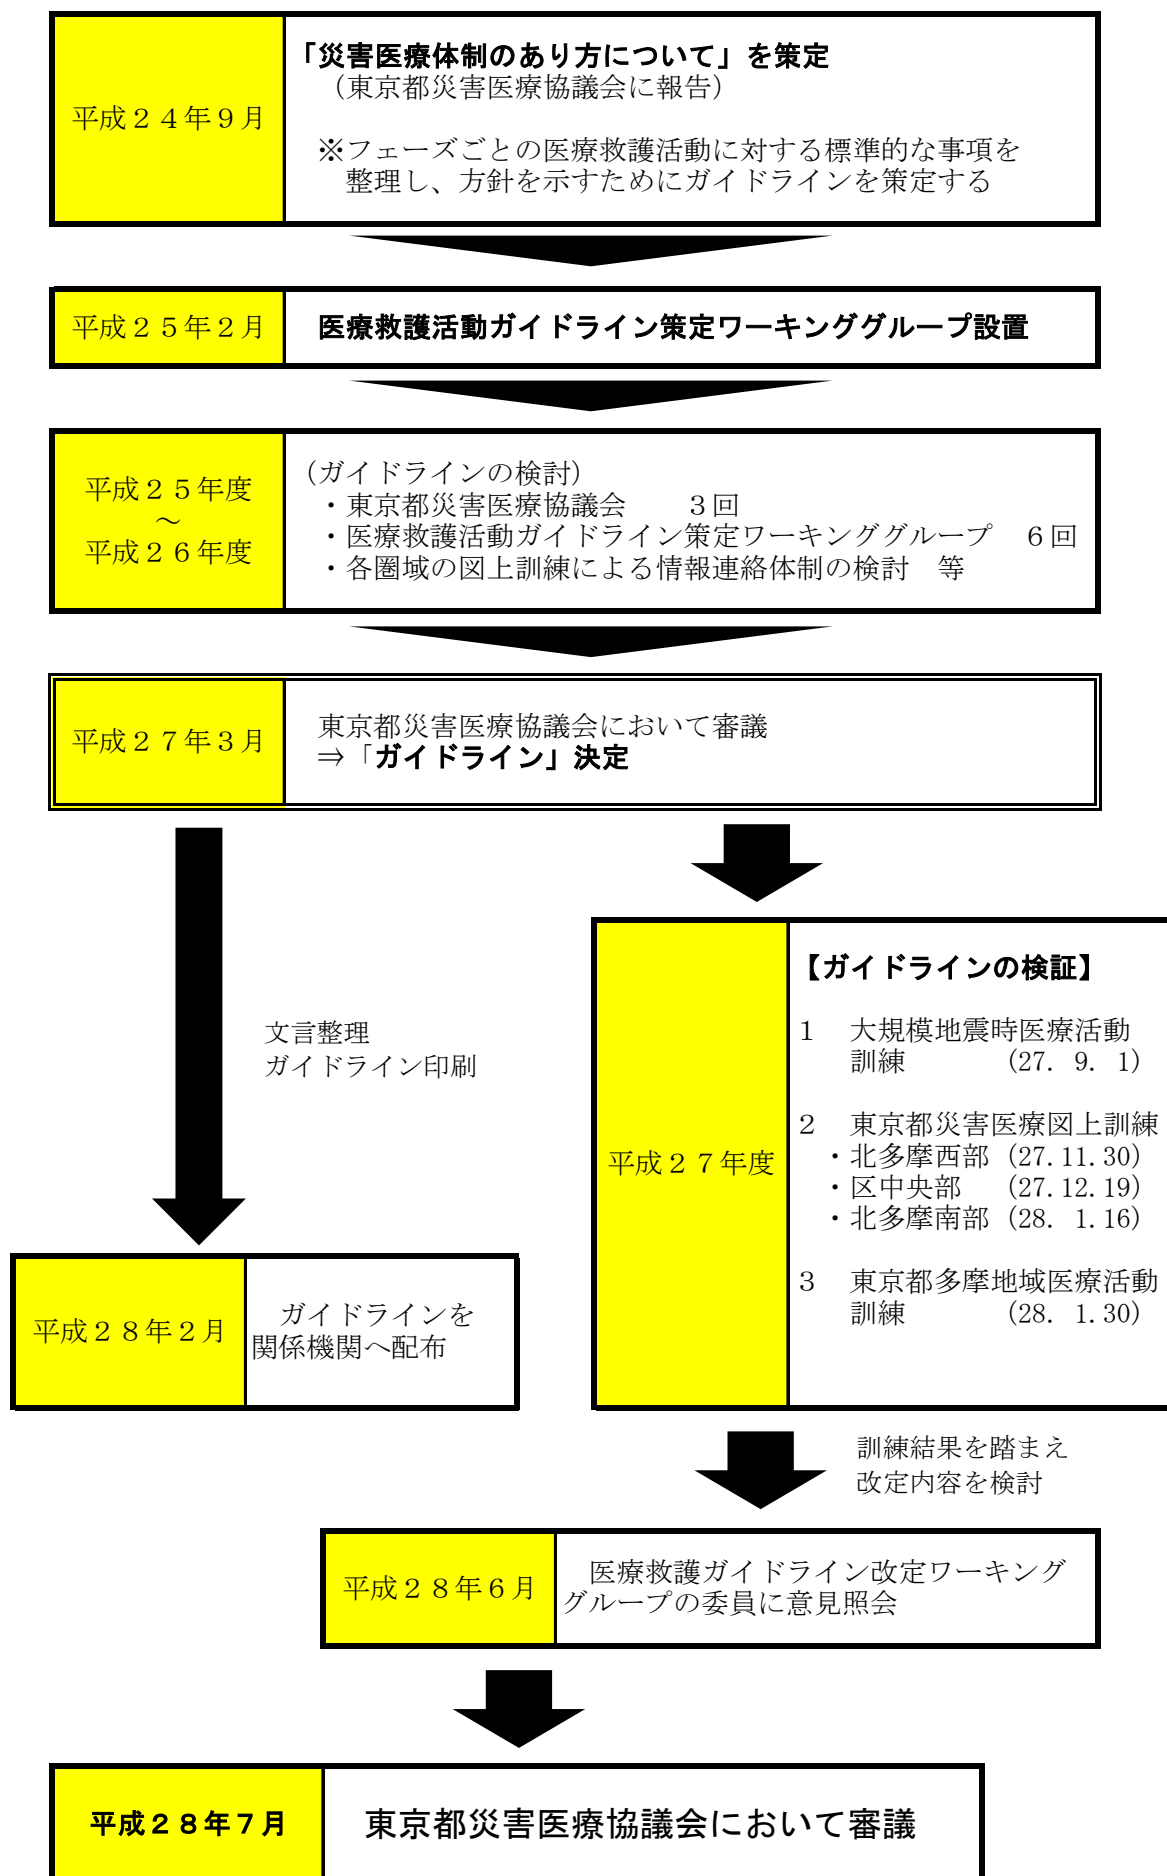 平成２４年９月
「災害医療体制のあり方について」を策定
（東京都災害医療協議会に報告）
※フェーズごとの医療救護活動に対する標準的な事項を
整理し、方針を示すためにガイドラインを策定する
平成２５年２月
医療救護活動ガイドライン策定ワーキンググループ設置
平成２５年度
～
平成２６年度
（ガイドラインの検討）
・東京都災害医療協議会　　３回
・医療救護活動ガイドライン策定ワーキンググループ　６回
・各圏域の図上訓練による情報連絡体制の検討　等
平成２７年３月
東京都災害医療協議会において審議
⇒「ガイドライン」決定
文言整理
ガイドライン印刷
平成２７年度
【ガイドラインの検証】
１　大規模地震時医療活動
訓練　　　（27. 9. 1）
２　東京都災害医療図上訓練
・北多摩西部（27.11.30）
・区中央部　（27.12.19）
・北多摩南部（28. 1.16）
３　東京都多摩地域医療活動
訓練　　　（28. 1.30）
平成２８年２月
ガイドラインを
関係機関へ配布
訓練結果を踏まえ
改定内容を検討
平成２８年６月
医療救護ガイドライン改定ワーキング
グループの委員に意見照会
平成２８年７月
東京都災害医療協議会において審議